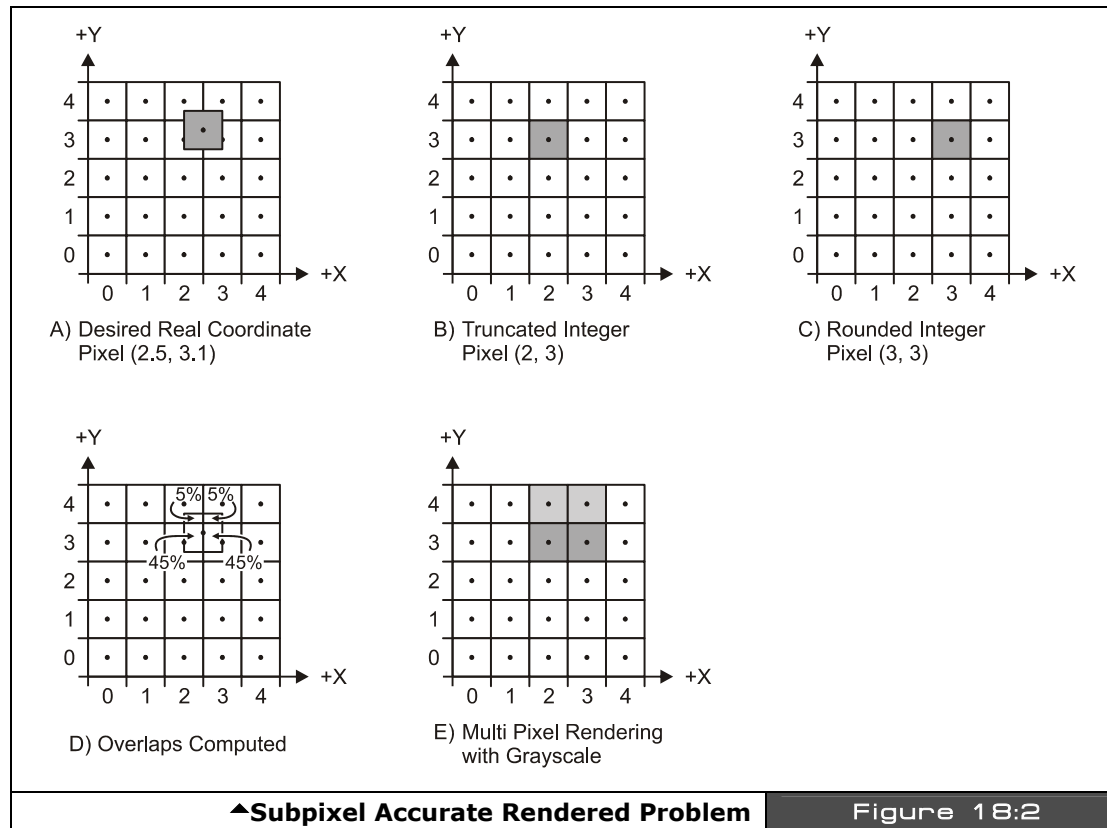 +Y
4
3
2
1
0
0 1 2 3 4
+X
A) Desired Real Coordinate
Pixel (2.5, 3.1)
+Y
4
3
2
1
0
0 1 2 3 4
+X
B) Truncated Integer
Pixel (2, 3)
+Y
4
3
2
1
0
0 1 2 3 4
+X
C) Rounded Integer
Pixel (3, 3)
+Y
4
5% 5%
3
45% 45%
2
1
0
0 1 2 3 4
+X
D) Overlaps Computed
+Y
4
3
2
1
0
0 1 2 3 4
+X
E) Multi Pixel Rendering
with Grayscale
Subpixel Accurate Rendered Problem
Figure 18:2